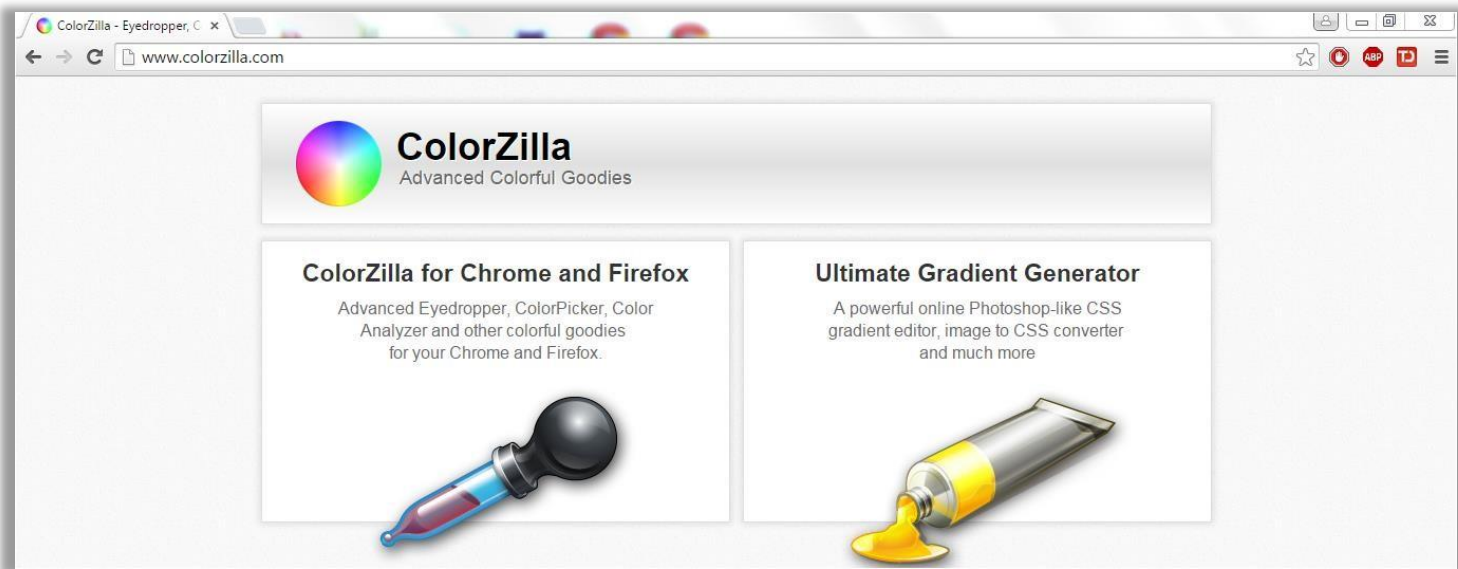 ColorZilla - Eyedropper, C
www.colorzilla.com
ABP
ColorZilla
Advanced Colorful Goodies
ColorZilla for Chrome and Firefox
Advanced Eyedropper, ColorPicker, Color
Analyzer and other colorful goodies
for your Chrome and Firefox.
Ultimate Gradient Generator
A powerful online Photoshop-like CSS
gradient editor, image to CSS converter
and much more